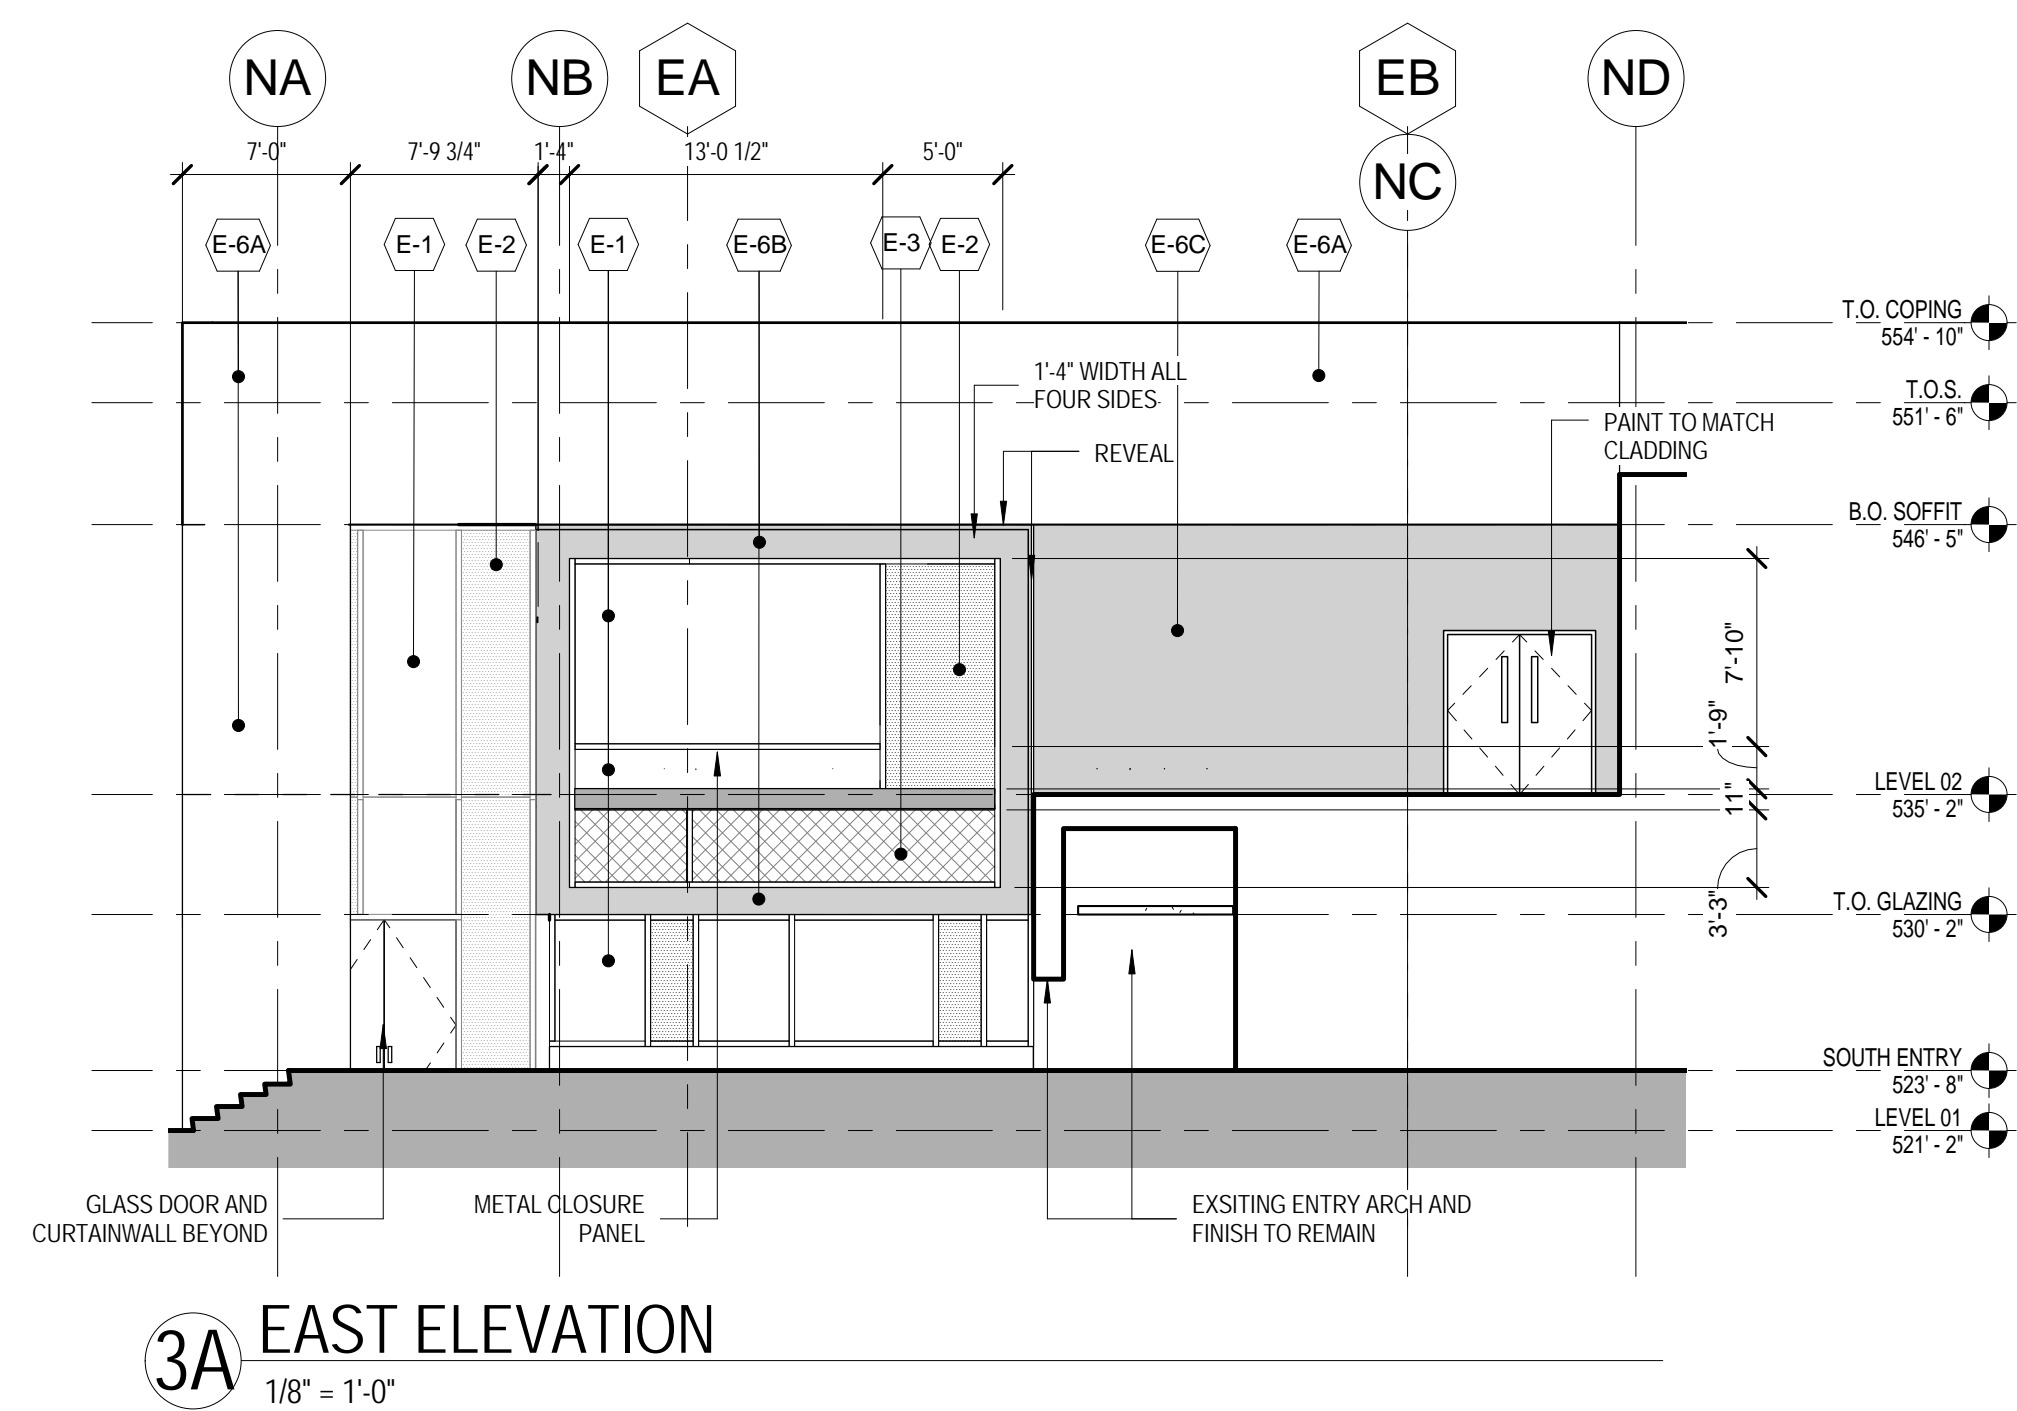 NA
NB
EA
EB
ND
NC
7'-0"
7'-9 3/4"
1'-4"
13'-0 1/2"
5'-0"
E-6A
E-1
E-2
E-1
E-6B
E-3
E-2
E-6C
E-6A
T.O. COPING
554' - 10"
1'-4" WIDTH ALL
FOUR SIDES
T.O.S.
551' - 6"
PAINT TO MATCH
CLADDING
REVEAL
B.O. SOFFIT
546' - 5"
7'-10"
1'-9"
11"
3'-3"
LEVEL 02
535' - 2"
T.O. GLAZING
530' - 2"
SOUTH ENTRY
523' - 8"
LEVEL 01
521' - 2"
GLASS DOOR AND
CURTAINWALL BEYOND
METAL CLOSURE
PANEL
EXSITING ENTRY ARCH AND
FINISH TO REMAIN
3A
EAST ELEVATION
1/8" = 1'-0"